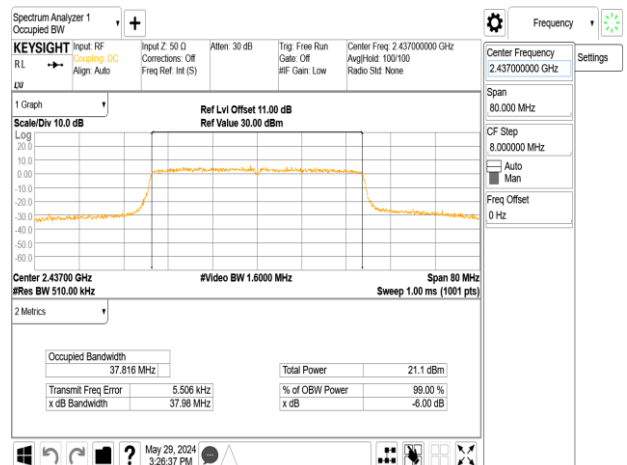 Spectrum Analyzer 1
Occupied BW
Frequency
KEYSIGHT
Input: RF
Coupling: DC
Align: Auto
Input Z: 50 Ω
Corrections: Off
Freq Ref: Int (S)
Atten: 30 dB
Trig: Free Run
Gate: Off
#IF Gain: Low
Center Freq: 2.437000000 GHz
Avg|Hold: 100/100
Radio Std: None
RL
LXI
Center Frequency
2.437000000 GHz
Settings
Span
80.000 MHz
CF Step
8.000000 MHz
Auto
Man
Freq Offset
0 Hz
1 Graph
Scale/Div 10.0 dB
Ref Lvl Offset 11.00 dB
Ref Value 30.00 dBm
Log
20.0
10.0
0.00
-10.0
-20.0
-30.0
-40.0
-50.0
-60.0
Center 2.43700 GHz
#Res BW 510.00 kHz
#Video BW 1.6000 MHz
Span 80 MHz
Sweep 1.00 ms (1001 pts)
2 Metrics
Occupied Bandwidth
37.816 MHz
Total Power 21.1 dBm
Transmit Freq Error 5.506 kHz
% of OBW Power 99.00 %
x dB Bandwidth 37.98 MHz
x dB -6.00 dB
?
May 29, 2024
3:26:37 PM